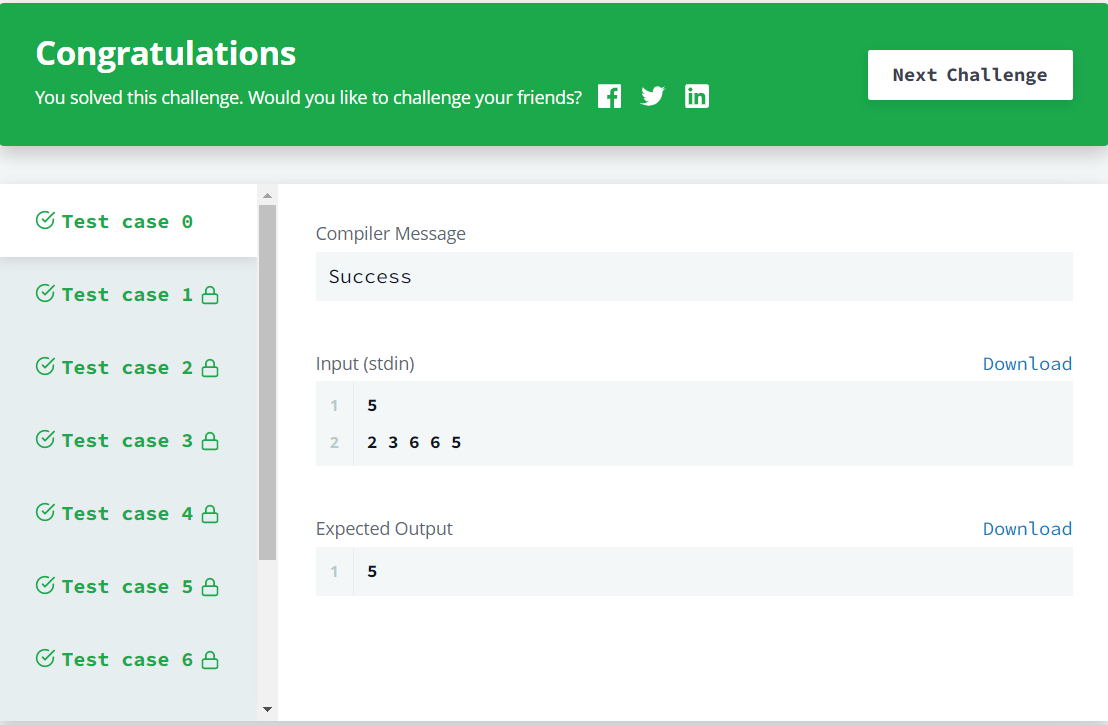 Congratulations
You solved this challenge. Would you like to challenge your friends?
Next Challenge
Test case 0
Test case 1
Test case 2
Test case 3
Test case 4
Test case 5
Test case 6
Compiler Message
Success
Input (stdin)
Download
1 5
2 2 3 6 6 5
Expected Output
Download
1 5